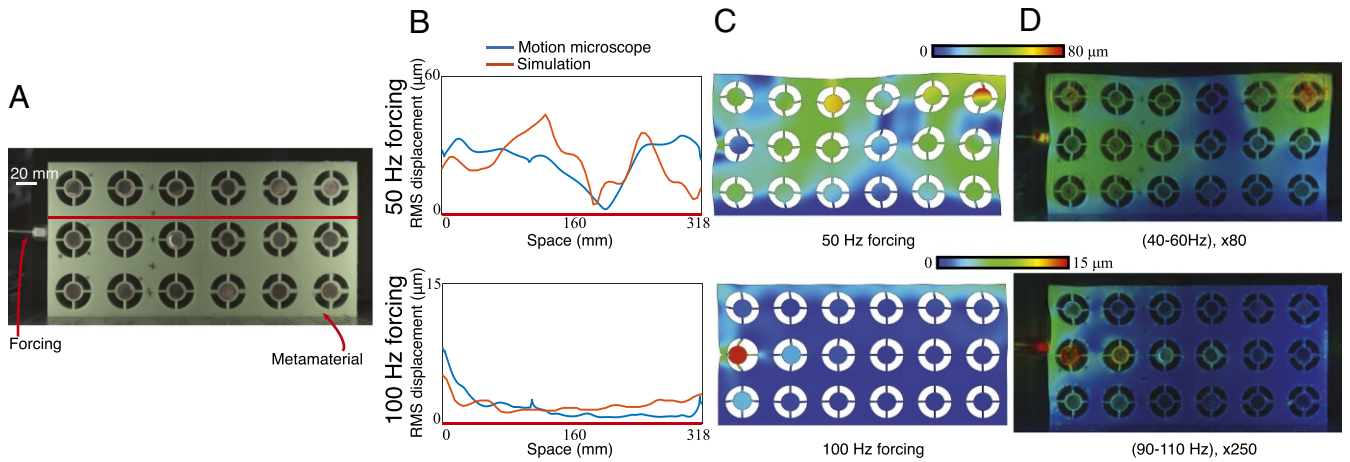 A
20 mm
Forcing
Metamaterial
B
Motion microscope
Simulation
50 Hz forcing
RMS displacement (μm)
60
0
0
160
318
Space (mm)
100 Hz forcing
RMS displacement (μm)
15
0
0
160
318
Space (mm)
C
0
80 μm
50 Hz forcing
0
15 μm
100 Hz forcing
D
(40-60Hz), x80
(90-110 Hz), x250